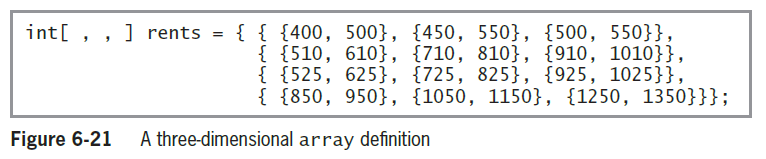 int[ , , ] rents = { { {400, 500}, {450, 550}, {500, 550}},
{ {510, 610}, {710, 810}, {910, 1010}},
{ {525, 625}, {725, 825}, {925, 1025}},
{ {850, 950}, {1050, 1150}, {1250, 1350}}};
Figure 6-21 A three-dimensional array definition